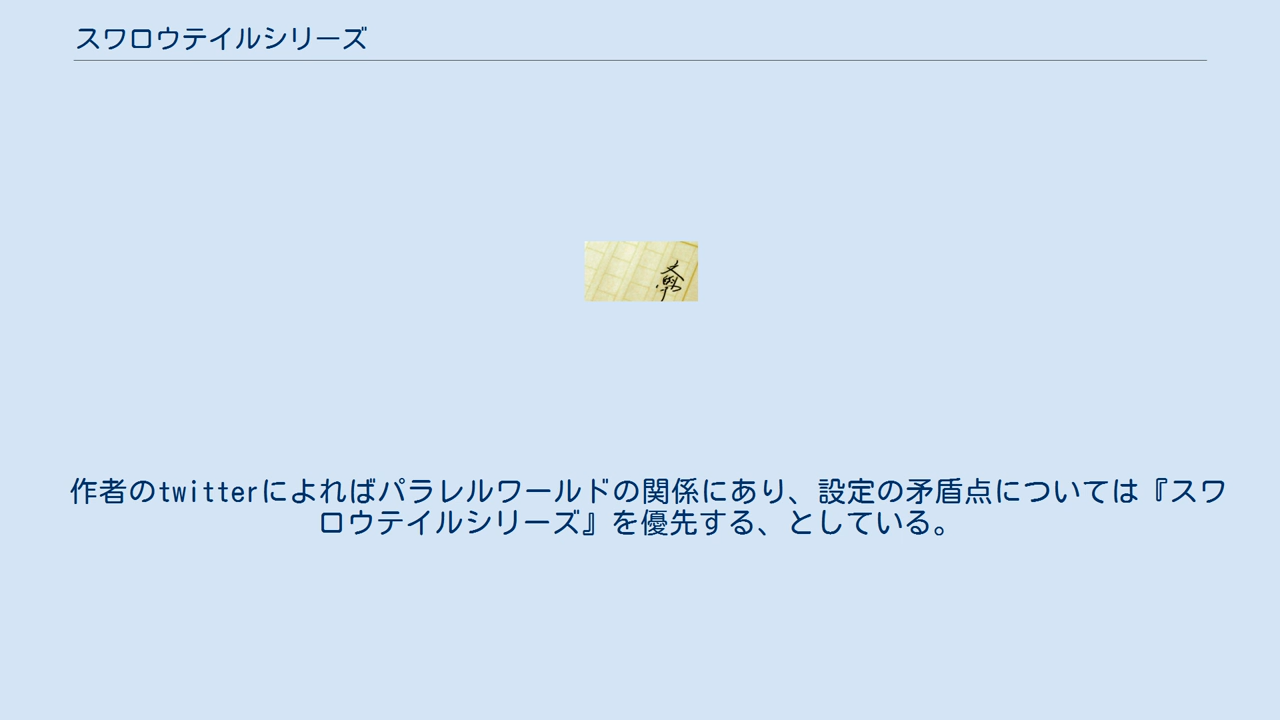 スワロウテイルシリーズ
作者のtwitterによればパラレルワールドの関係にあり、設定の矛盾点については『スワ
ロウテイルシリーズ』を優先する、としている。